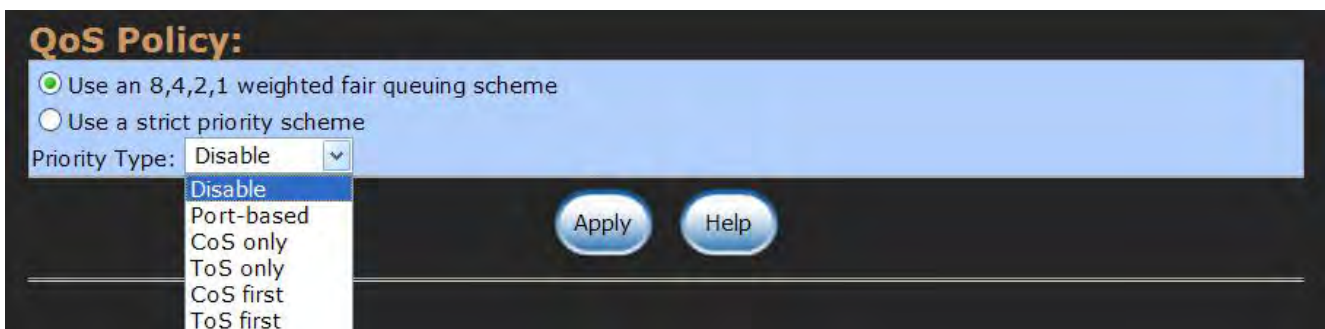 QoS Policy:
Use an 8,4,2,1 weighted fair queuing scheme
Use a strict priority scheme
Priority Type: Disable
Disable
Port-based
CoS only
ToS only
CoS first
ToS first
Apply
Help